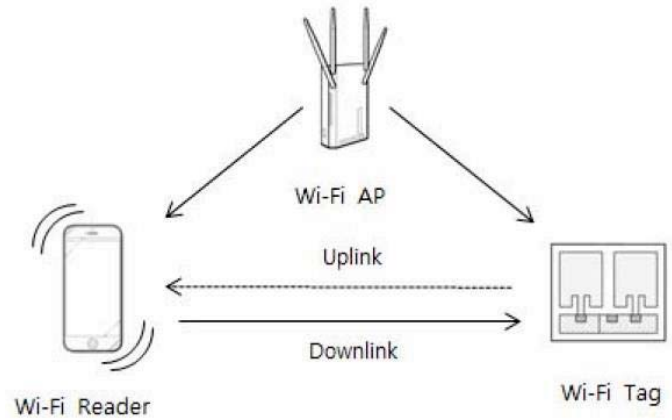 Wi-Fi AP
Uplink
Downlink
Wi-Fi Reader
Wi-Fi Tag